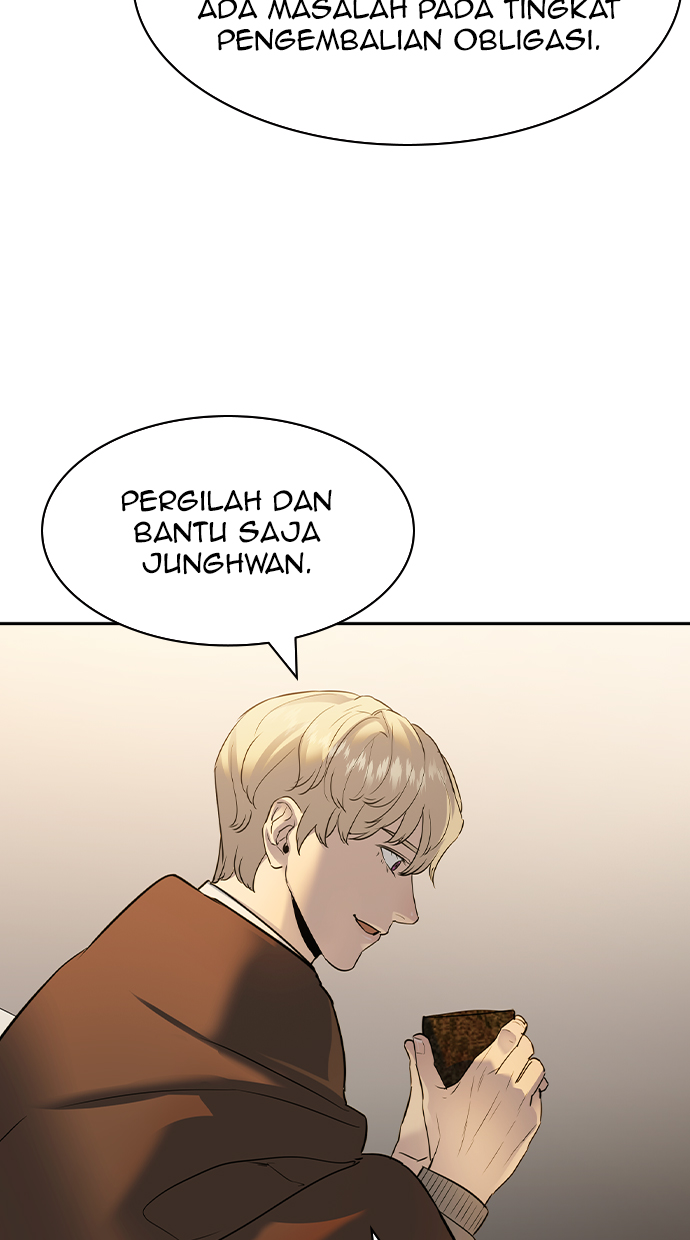 ADA MASALAH PADA TINGKAT
PENGEMBALIAN OBLIGASI.
PERGILAH DAN
BANTU SAJA
JUNGHWAN.